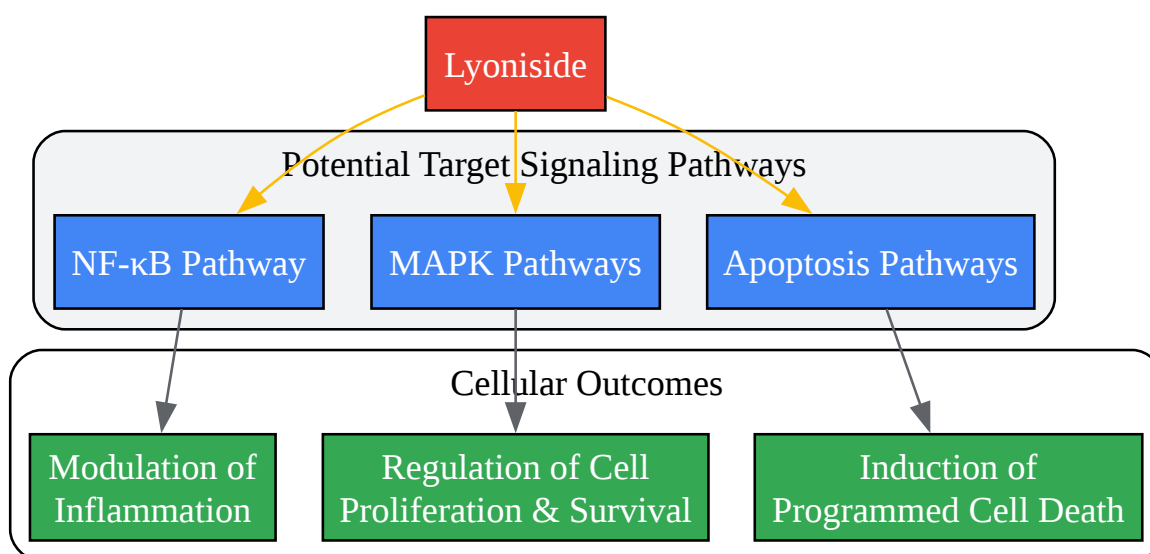 Lyoniside
Potential Target Signaling Pathways
NF-κB Pathway
MAPK Pathways
Apoptosis Pathways
Cellular Outcomes
Modulation of
Inflammation
Regulation of Cell
Proliferation & Survival
Induction of
Programmed Cell Death